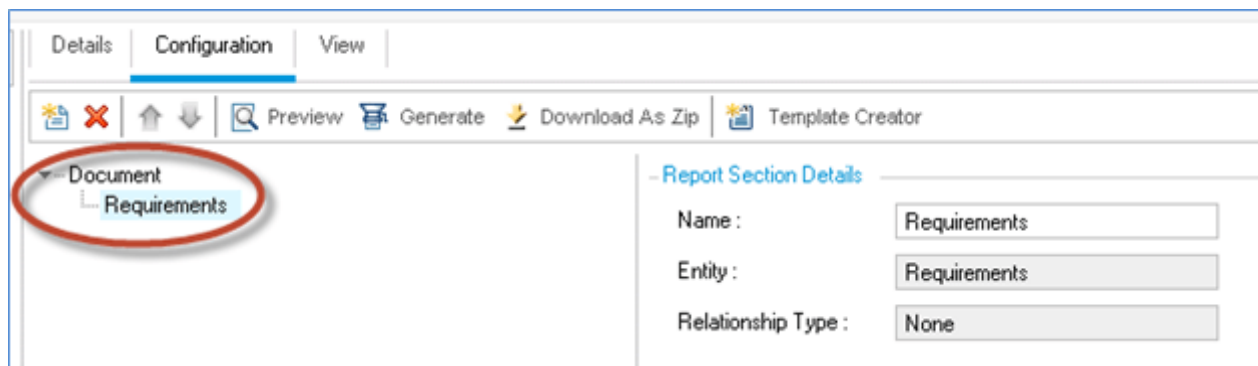 Details Configuration View
Preview Generate Download As Zip Template Creator
Document
Requirements
Report Section Details
Name : Requirements
Entity : Requirements
Relationship Type : None